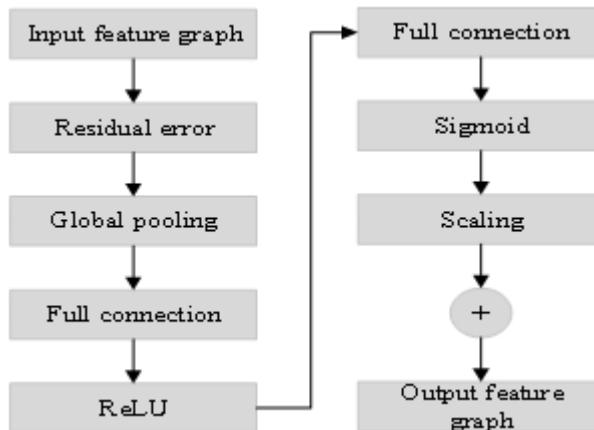 Input feature graph
Residual error
Global pooling
Full connection
ReLU
Full connection
Sigmoid
Scaling
+
Output feature
graph